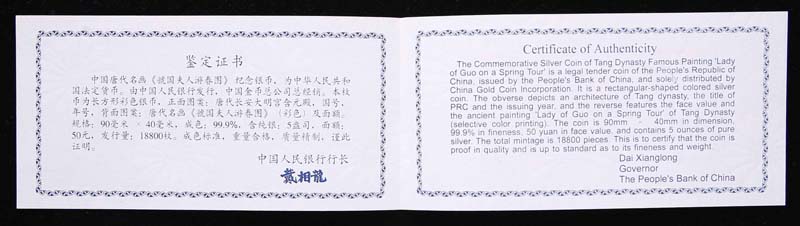 鉴定证书
中国唐代名画《虢国夫人游春图》纪念银币，为中华人民共和
国法定货币。由中国人民银行发行，中国金币总公司总经销。本枚
币为长方形彩色银币，正面图案：唐代长安大明宫含元殿，国号，
年号，背面图案：唐代名画《虢国夫人游春图》（彩色）及面额。
规格：90毫米 × 40毫米，成色：99.9%，含纯银：5盎司，面额：
50元，发行量：18800枚。成色标准，重量合格，质量精制，谨此
证明。
中国人民银行行长
戴相龍
Certificate of Authenticity
The Commemorative Silver Coin of Tang Dynasty Famous Painting 'Lady
of Guo on a Spring Tour' is a legal tender coin of the People's Republic of
China, issued by the People's Bank of China, and solely distributed by
China Gold Coin Incorporation. It is a rectangular-shaped colored silver
coin. The obverse depicts an architecture of Tang dynasty, the title of
PRC and the issuing year, and the reverse features the face value and
the ancient painting 'Lady of Guo on a Spring Tour' of Tang Dynasty
(selective color printing). The coin is 90mm · 40mm in dimension,
99.9% in fineness, 50 yuan in face value, and contains 5 ounces of pure
silver. The total mintage is 18800 pieces. This is to certify that the coin is
proof in quality and is up to standard as to its fineness and weight.
Dai Xianglong
Governor
The People's Bank of China